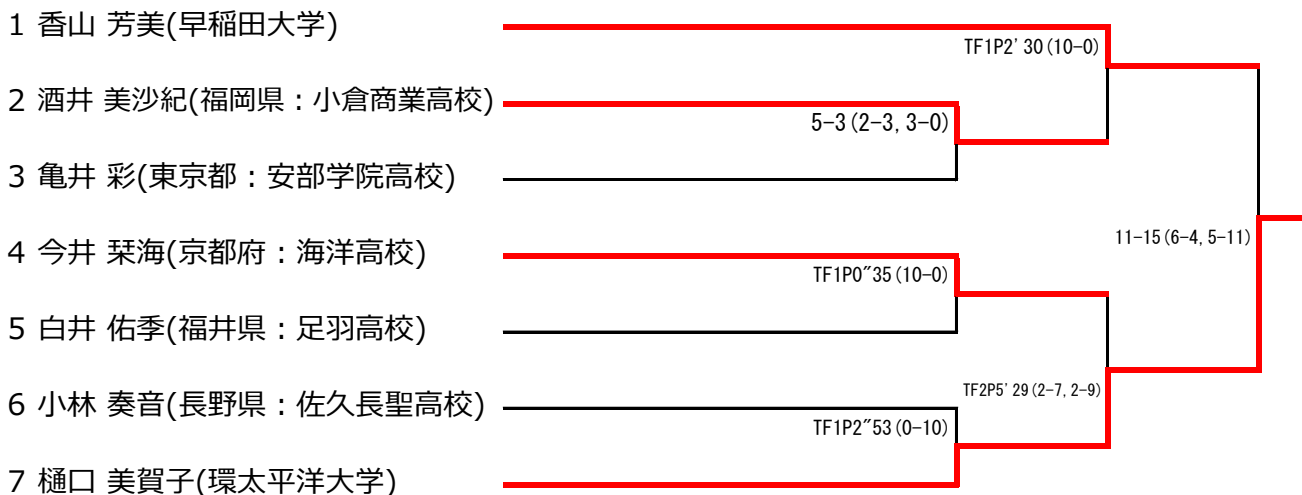 1 香山 芳美(早稲田大学)
TF1P2' 30(10-0)
2 酒井 美沙紀(福岡県：小倉商業高校)
5-3(2-3, 3-0)
3 亀井 彩(東京都：安部学院高校)
4 今井 栞海(京都府：海洋高校)
11-15(6-4, 5-11)
TF1P0″35(10-0)
5 白井 佑季(福井県：足羽高校)
6 小林 奏音(長野県：佐久長聖高校)
TF2P5' 29(2-7, 2-9)
TF1P2″53(0-10)
7 樋口 美賀子(環太平洋大学)